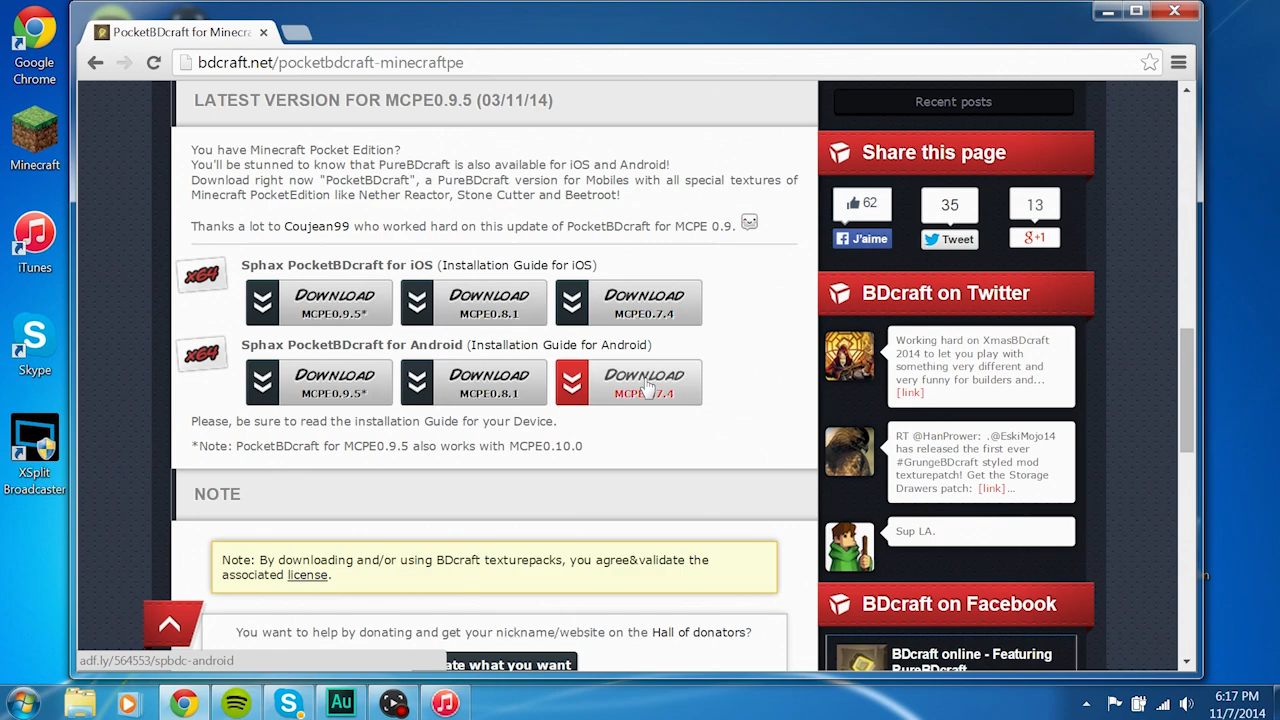 Google
Chrome
Minecraft
iTunes
Skype
XSplit
Broadcaster
PocketBDcraft for Minecra
bdcraft.net/pocketbdcraft-minecraftpe
LATEST VERSION FOR MCPE0.9.5 (03/11/14)
You have Minecraft Pocket Edition?
You'll be stunned to know that PureBDcraft is also available for iOS and Android!
Download right now "PocketBDcraft", a PureBDcraft version for Mobiles with all special textures of
Minecraft PocketEdition like Nether Reactor, Stone Cutter and Beetroot!
Thanks a lot to Coujean99 who worked hard on this update of PocketBDcraft for MCPE 0.9.
x64
Sphax PocketBDcraft for iOS (Installation Guide for iOS)
DOWNLOAD
MCPE0.9.5*
DOWNLOAD
MCPE0.8.1
DOWNLOAD
MCPE0.7.4
x64
Sphax PocketBDcraft for Android (Installation Guide for Android)
DOWNLOAD
MCPE0.9.5*
DOWNLOAD
MCPE0.8.1
DOWNLOAD
Please, be sure to read the installation Guide for your Device.
*Note: PocketBDcraft for MCPE0.9.5 also works with MCPE0.10.0
NOTE
Note: By downloading and/or using BDcraft texturepacks, you agree&validate the
associated license.
You want to help by donating and get your nickname/website on the Hall of donators?
ate what you want
adf.ly/564553/spbdc-android
Recent posts
Share this page
62
35
13
J'aime
Tweet
g+1
BDcraft on Twitter
Working hard on XmasBDcraft
2014 to let you play with
something very different and
very funny for builders and...
[link]
RT @HanPrower: .@EskiMojo14
has released the first ever
#GrungeBDcraft styled mod
texturepatch! Get the Storage
Drawers patch: [link]...
Sup LA.
BDcraft on Facebook
BDcraft online - Featuring
PureBDcraft
Au
6:17 PM
11/7/2014